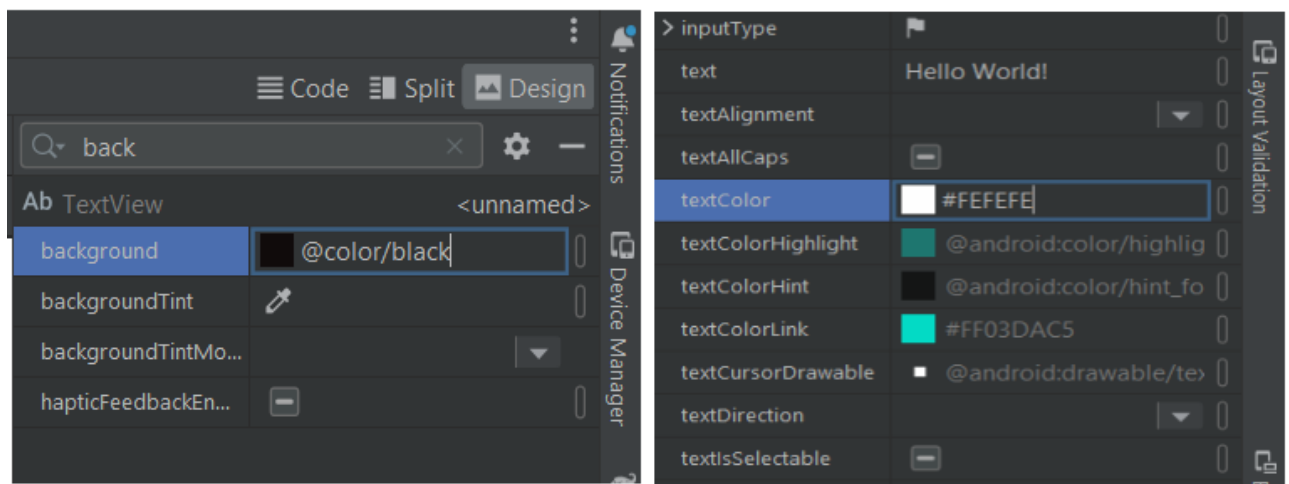 Code Split Design
back
Ab TextView <unnamed>
background @color/black
backgroundTint
backgroundTintMo...
hapticFeedbackEn...
Notifications
Device Manager
inputType
text Hello World!
textAlignment
textAllCaps
textColor #FEFEFE
textColorHighlight @android:color/highlig
textColorHint @android:color/hint_fo
textColorLink #FF03DAC5
textCursorDrawable @android:drawable/te
textDirection
textIsSelectable
Layout Validation